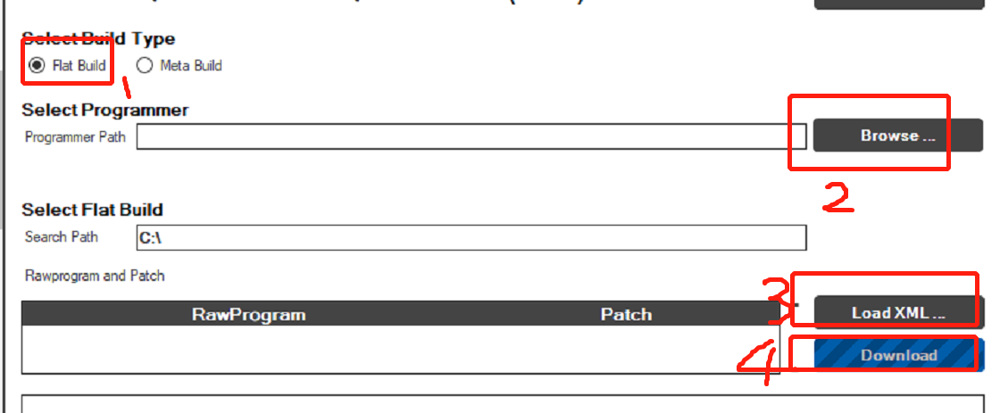 Select Build Type
Flat Build Meta Build
1
Select Programmer
Programmer Path Browse ...
2
Select Flat Build
Search Path C:\
Rawprogram and Patch
3
RawProgram Patch Load XML ...
4 Download